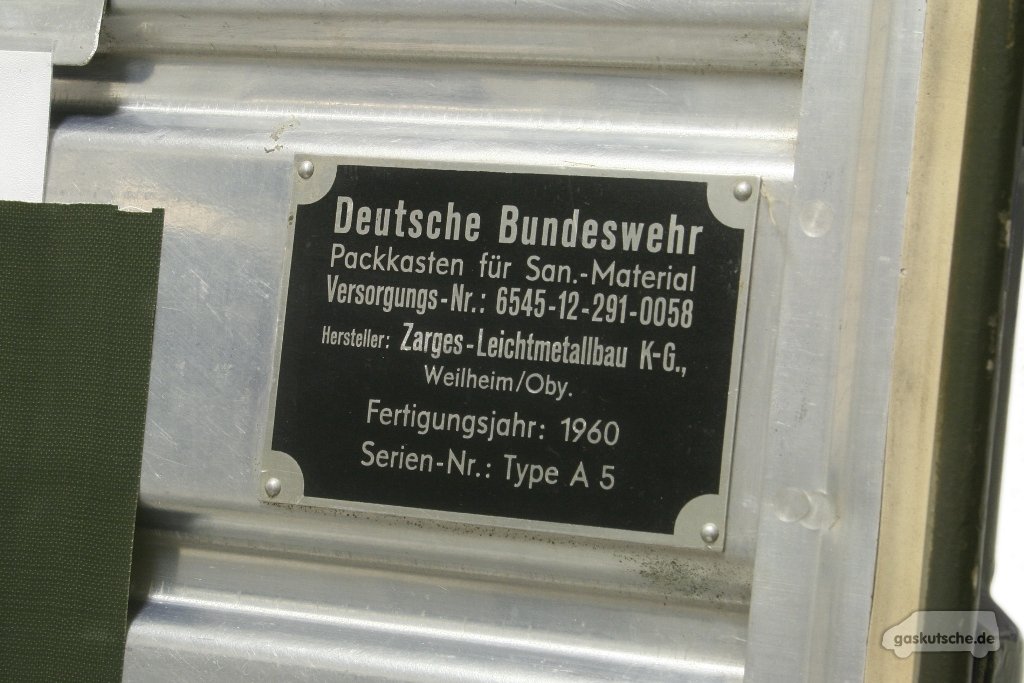 Deutsche Bundeswehr
Packkasten für San.-Material
Versorgungs-Nr.: 6545-12-291-0058
Hersteller: Zarges-Leichtmetallbau K-G.,
Weilheim/Oby.
Fertigungsjahr: 1960
Serien-Nr.: Type A 5
gaskutsche.de